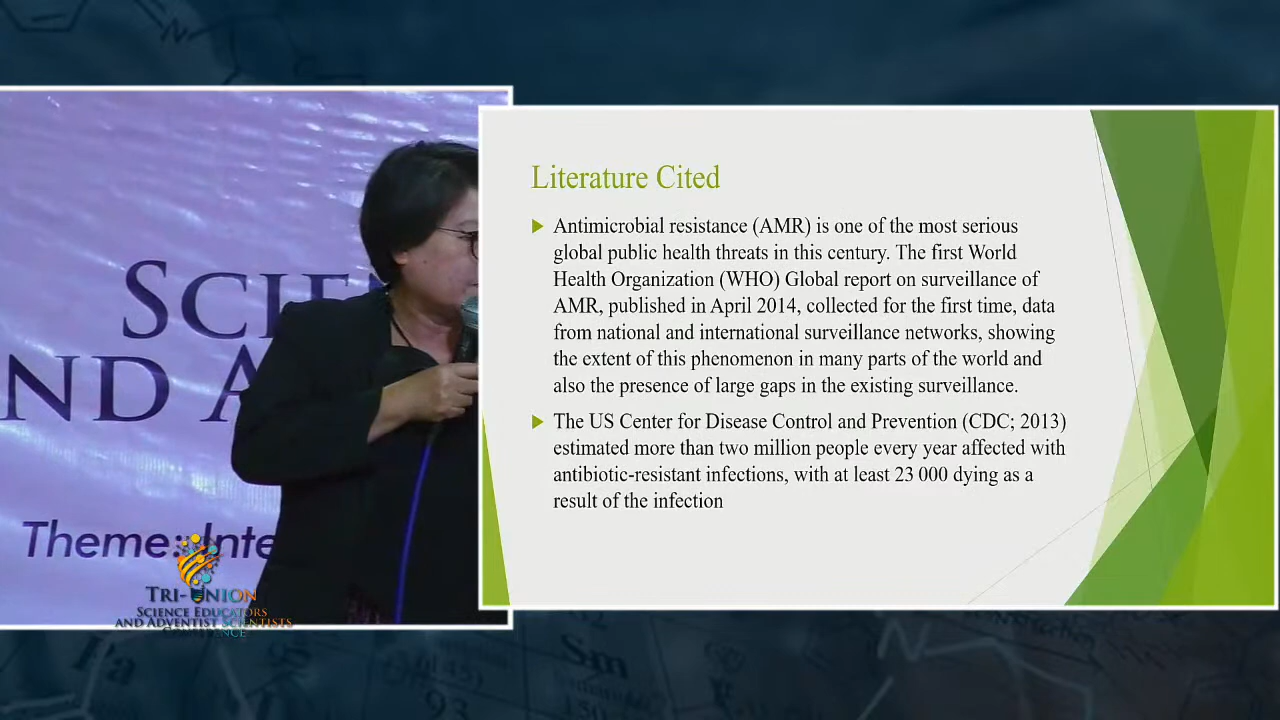 SCIE
ND A
Theme: Inte
TRI-UNION
SCIENCE EDUCATORS
AND ADVENTIST SCIENTISTS
CONFERENCE
Literature Cited
Antimicrobial resistance (AMR) is one of the most serious
global public health threats in this century. The first World
Health Organization (WHO) Global report on surveillance of
AMR, published in April 2014, collected for the first time, data
from national and international surveillance networks, showing
the extent of this phenomenon in many parts of the world and
also the presence of large gaps in the existing surveillance.
The US Center for Disease Control and Prevention (CDC; 2013)
estimated more than two million people every year affected with
antibiotic-resistant infections, with at least 23 000 dying as a
result of the infection
Pa
Sm
93